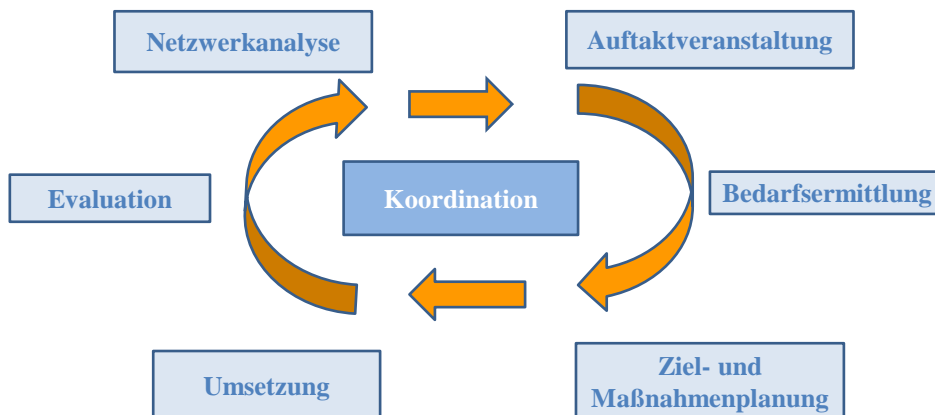 Netzwerkanalyse
Auftaktveranstaltung
Evaluation
Koordination
Bedarfsermittlung
Umsetzung
Ziel- und
Maßnahmenplanung